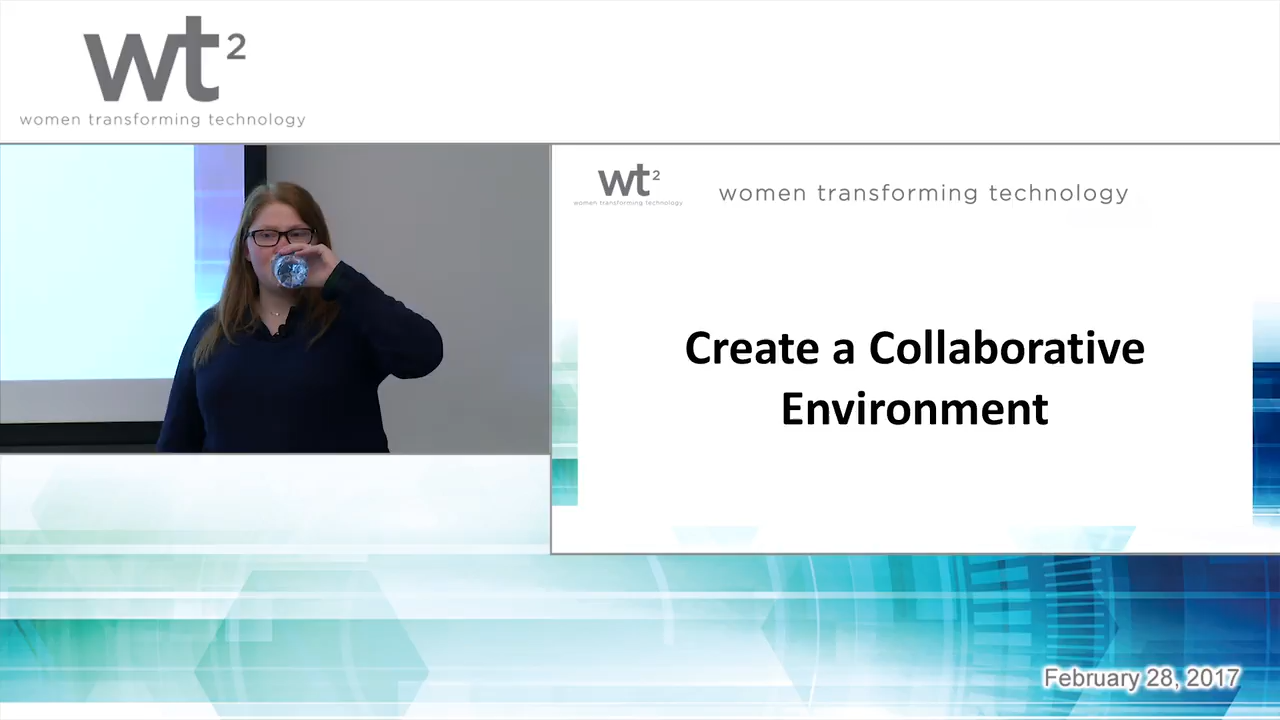 wt2
women transforming technology
wt2
women transforming technology
women transforming technology
Create a Collaborative
Environment
February 28, 2017